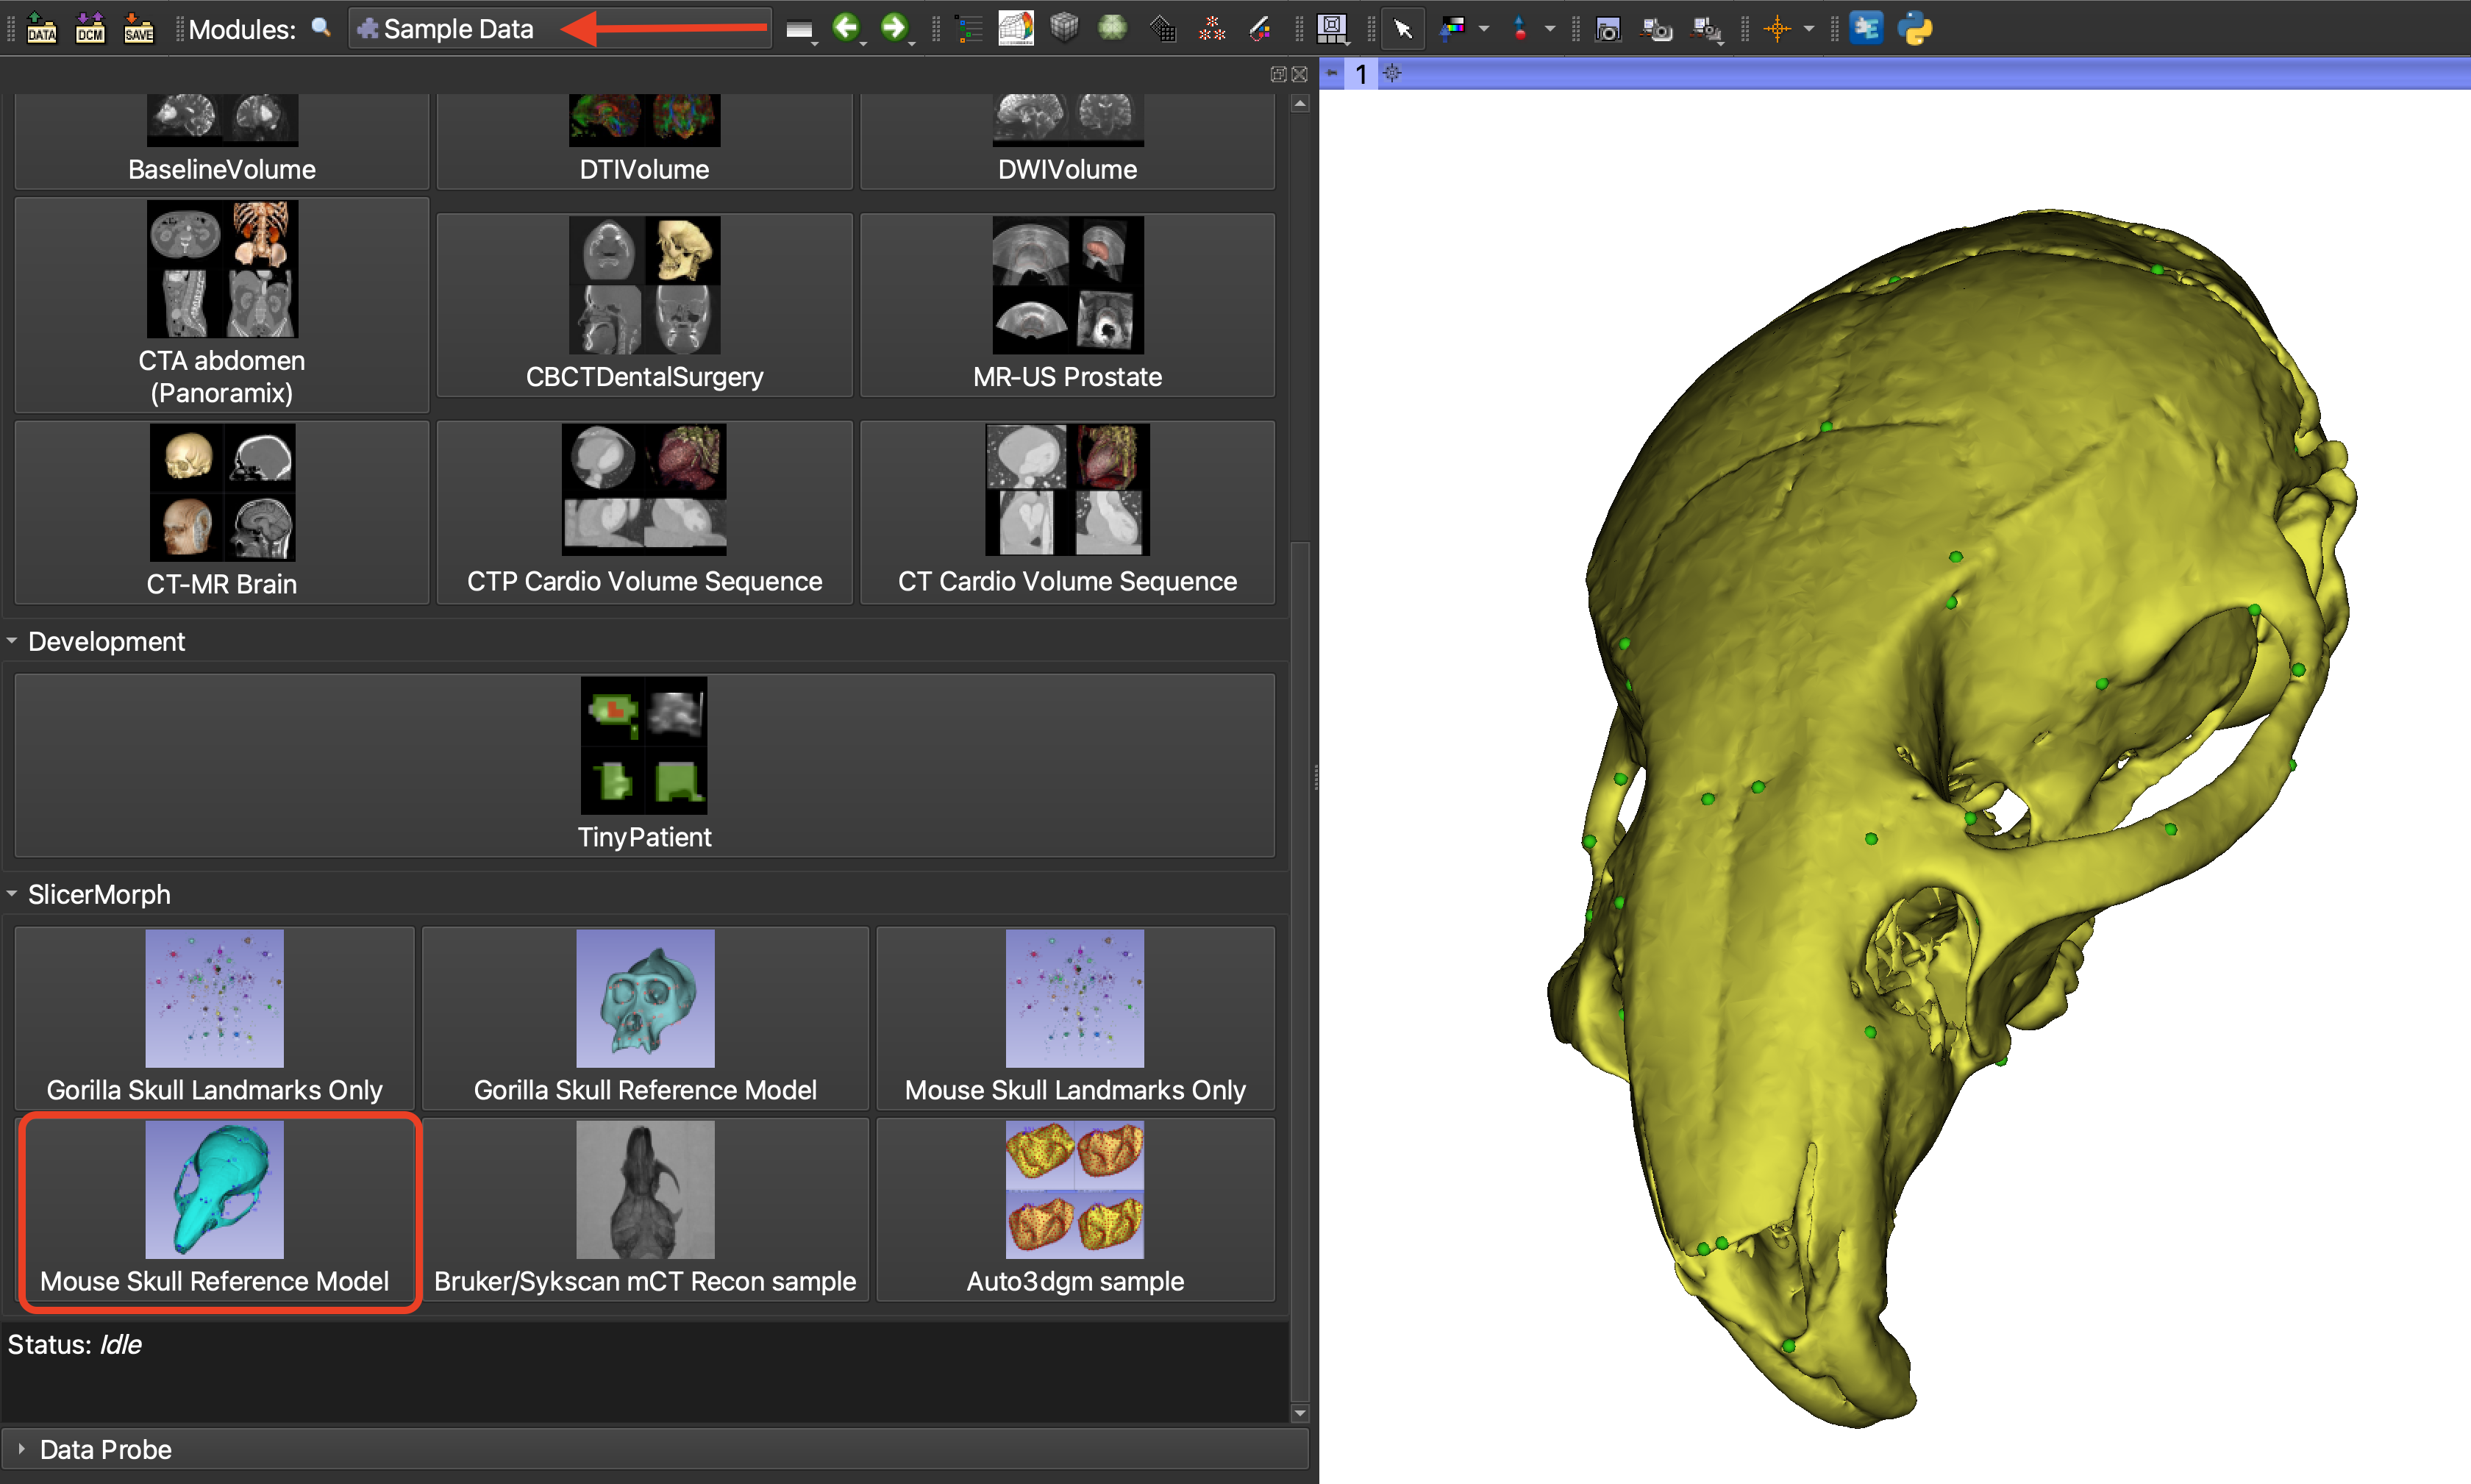 DATA DCM SAVE Modules: Sample Data
1
BaselineVolume DTIVolume DWIVolume
CTA abdomen
(Panoramix)
CBCTDentalSurgery MR-US Prostate
CT-MR Brain CTP Cardio Volume Sequence CT Cardio Volume Sequence
Development
TinyPatient
SlicerMorph
Gorilla Skull Landmarks Only Gorilla Skull Reference Model Mouse Skull Landmarks Only
Mouse Skull Reference Model Bruker/Sykscan mCT Recon sample Auto3dgm sample
Status: Idle
Data Probe